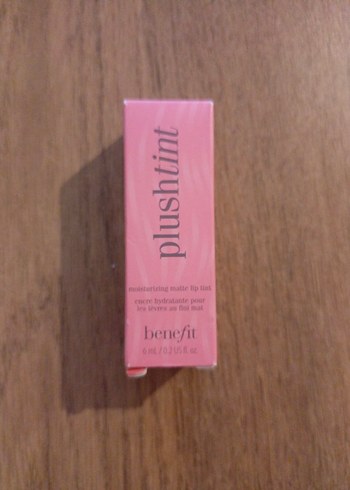 plushtint
moisturizing matte lip tint
encre hydratante pour
les lèvres au fini mat
benefit
6 mL / 0.2 US fl. oz.